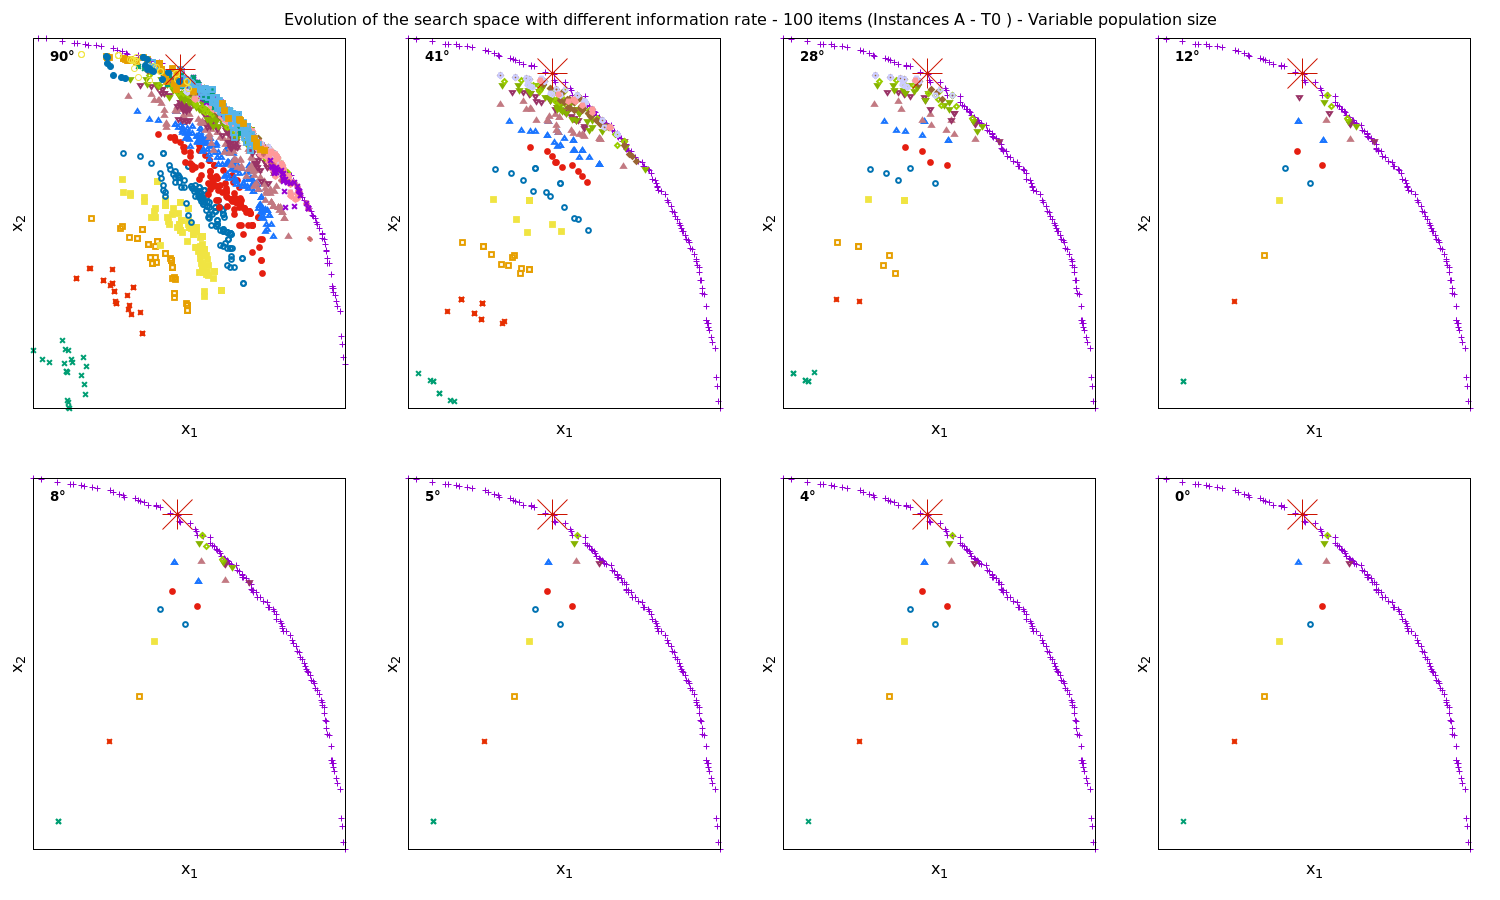 Evolution of the search space with different information rate - 100 items (Instances A - T0 ) - Variable population size
90°
41°
28°
12°
x2
x2
x2
x2
x1
x1
x1
x1
8°
5°
4°
0°
x2
x2
x2
x2
x1
x1
x1
x1